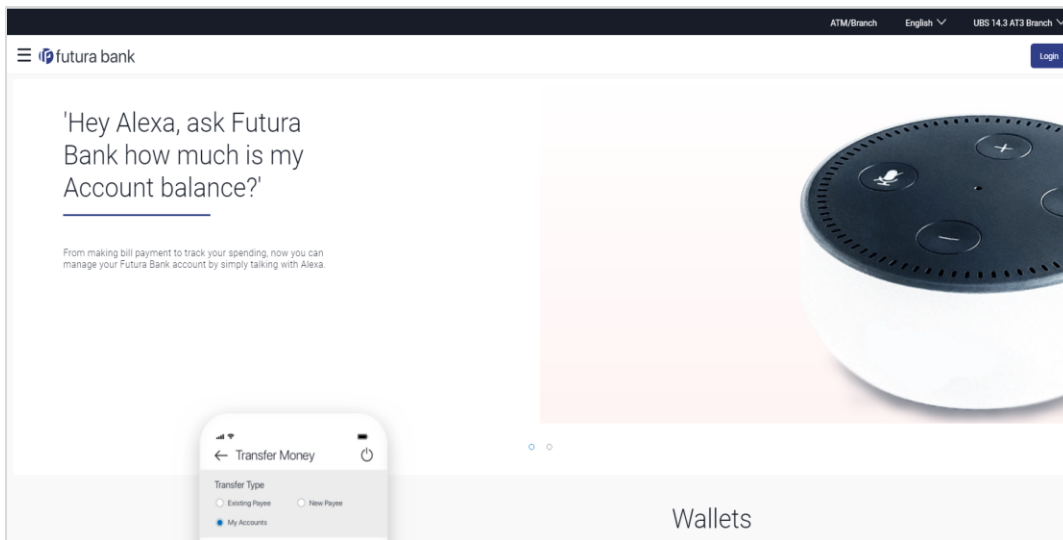 ATM/Branch English UBS 14.3 AT3 Branch
futura bank
Login
'Hey Alexa, ask Futura
Bank how much is my
Account balance?'
From making bill payment to track your spending, now you can
manage your Futura Bank account by simply talking with Alexa.
Transfer Money
Transfer Type
Existing Payee New Payee
My Accounts
Wallets